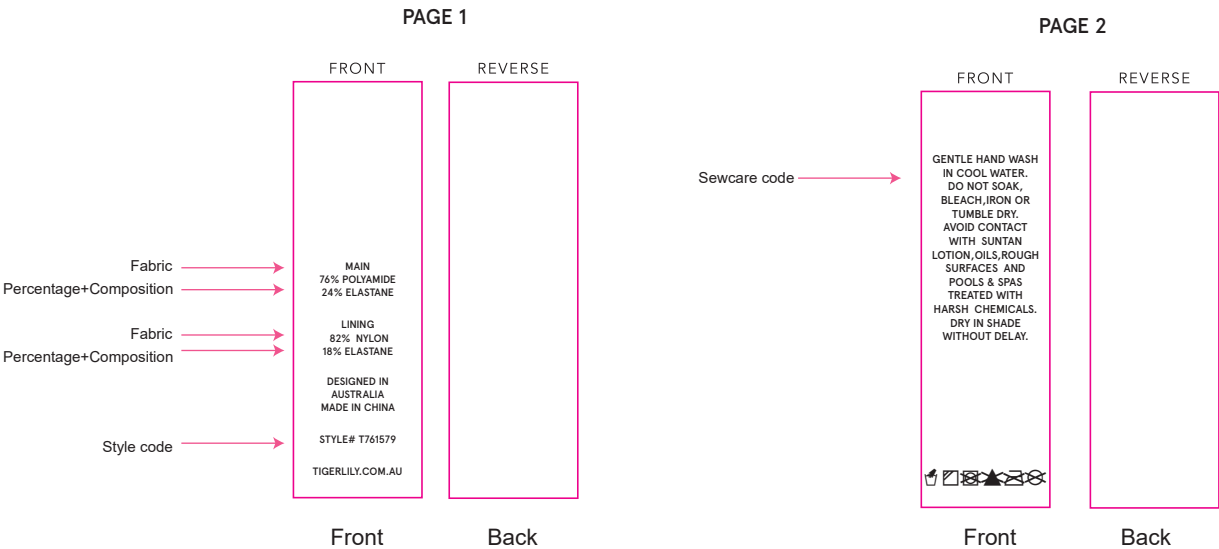 PAGE 1
FRONT
REVERSE
Fabric
Percentage+Composition
Fabric
Percentage+Composition
Style code
MAIN
76% POLYAMIDE
24% ELASTANE
LINING
82% NYLON
18% ELASTANE
DESIGNED IN
AUSTRALIA
MADE IN CHINA
STYLE# T761579
TIGERLILY.COM.AU
Front
Back
PAGE 2
FRONT
REVERSE
Sewcare code
GENTLE HAND WASH
IN COOL WATER.
DO NOT SOAK,
BLEACH,IRON OR
TUMBLE DRY.
AVOID CONTACT
WITH SUNTAN
LOTION,OILS,ROUGH
SURFACES AND
POOLS & SPAS
TREATED WITH
HARSH CHEMICALS.
DRY IN SHADE
WITHOUT DELAY.
Front
Back